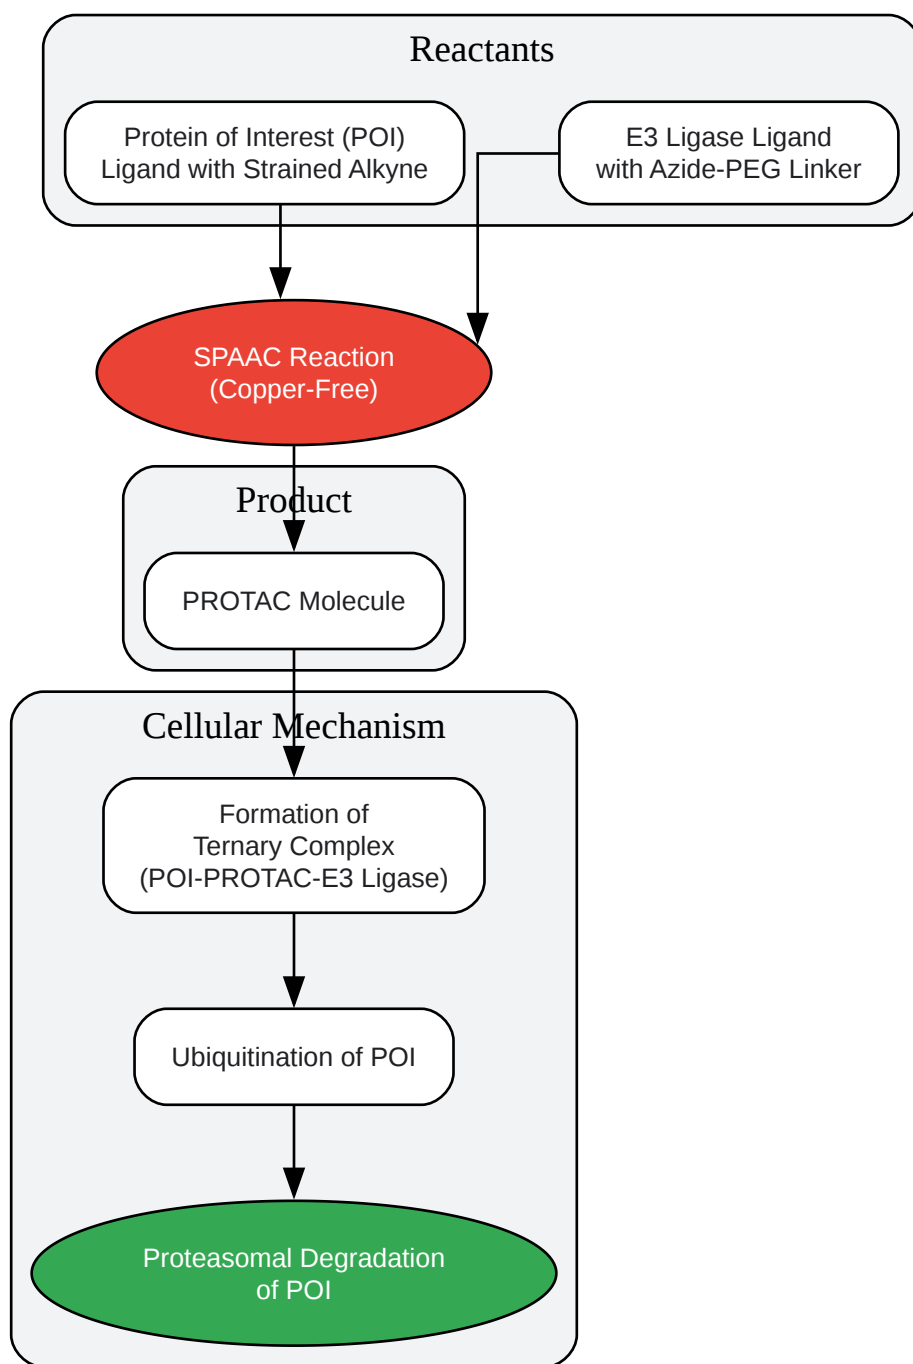 Reactants
Protein of Interest (POI)
Ligand with Strained Alkyne
E3 Ligase Ligand
with Azide-PEG Linker
SPAAC Reaction
(Copper-Free)
Product
PROTAC Molecule
Cellular Mechanism
Formation of
Ternary Complex
(POI-PROTAC-E3 Ligase)
Ubiquitination of POI
Proteasomal Degradation
of POI